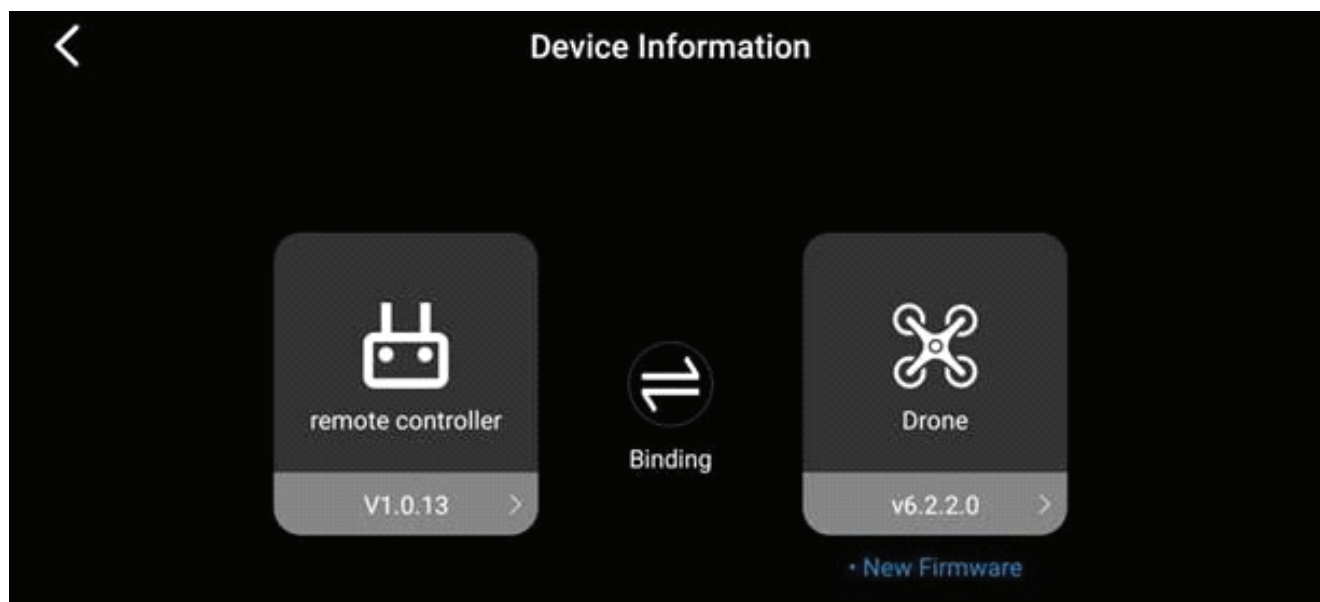 Device Information
remote controller
Binding
Drone
V1.0.13
v6.2.2.0
• New Firmware